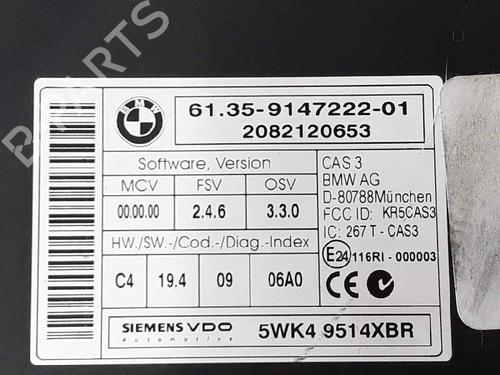 B-PARTS
BMW
61.35-9147222-01
2082120653
Software, Version
MCV FSV OSV
00.00.00 2.4.6 3.3.0
HW./SW.-/Cod.-/Diag.-Index
C4 19.4 09 06A0
CAS 3
BMW AG
D-80788München
FCC ID: KR5CAS3
IC: 267 T - CAS3
E24 116RI - 000003
SIEMENS VDO
Automotive
5WK4 9514XBR